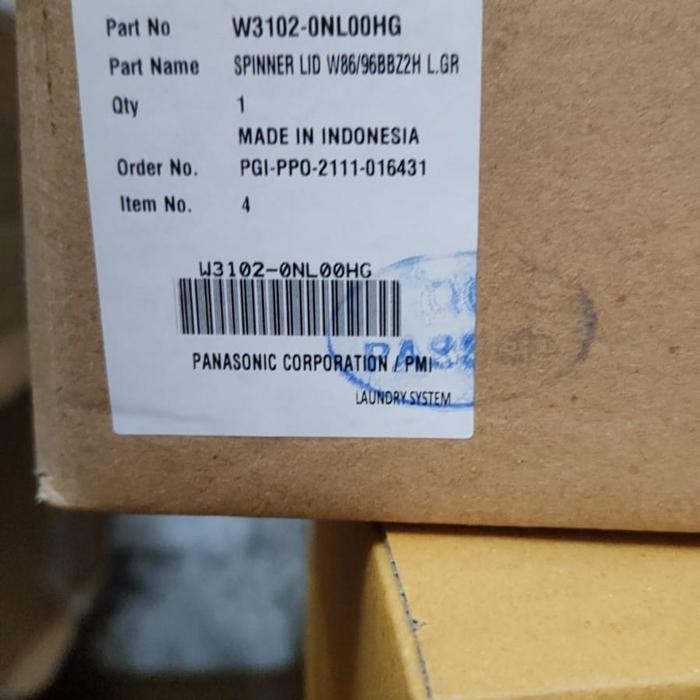 Part No W3102-0NL00HG
Part Name SPINNER LID W86/96BBZ2H L.GR
Qty 1
MADE IN INDONESIA
Order No. PGI-PPO-2111-016431
Item No. 4
W3102-0NL00HG
PANASONIC CORPORATION / PMI
LAUNDRY SYSTEM